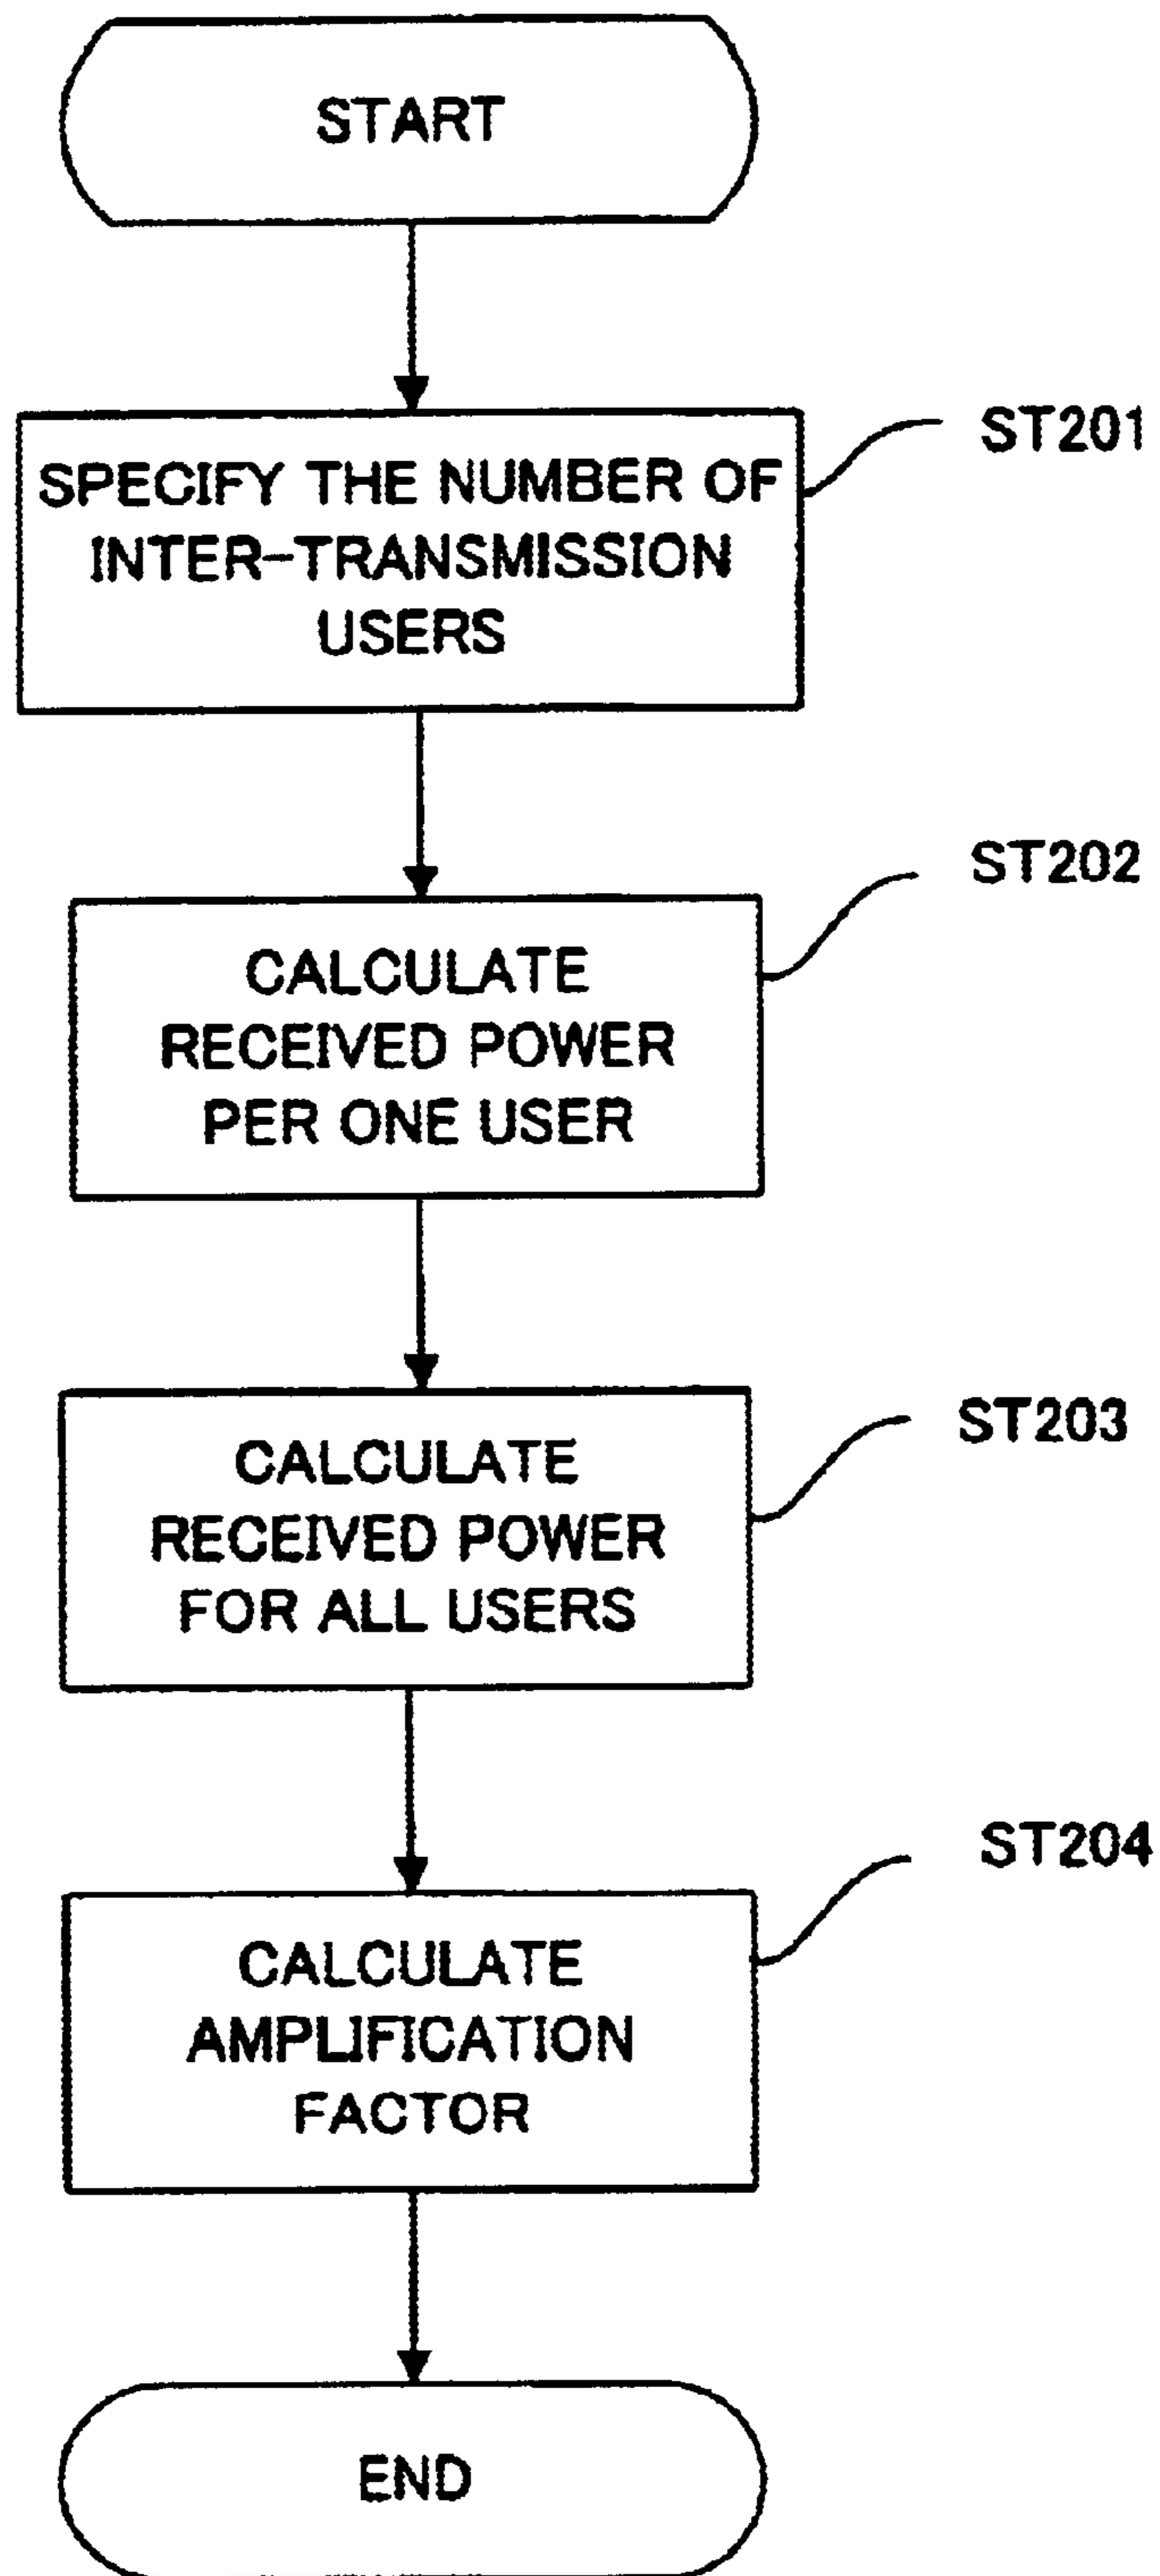 START
ST201
SPECIFY THE NUMBER OF
INTER-TRANSMISSION
USERS
ST202
CALCULATE
RECEIVED POWER
PER ONE USER
ST203
CALCULATE
RECEIVED POWER
FOR ALL USERS
ST204
CALCULATE
AMPLIFICATION
FACTOR
END